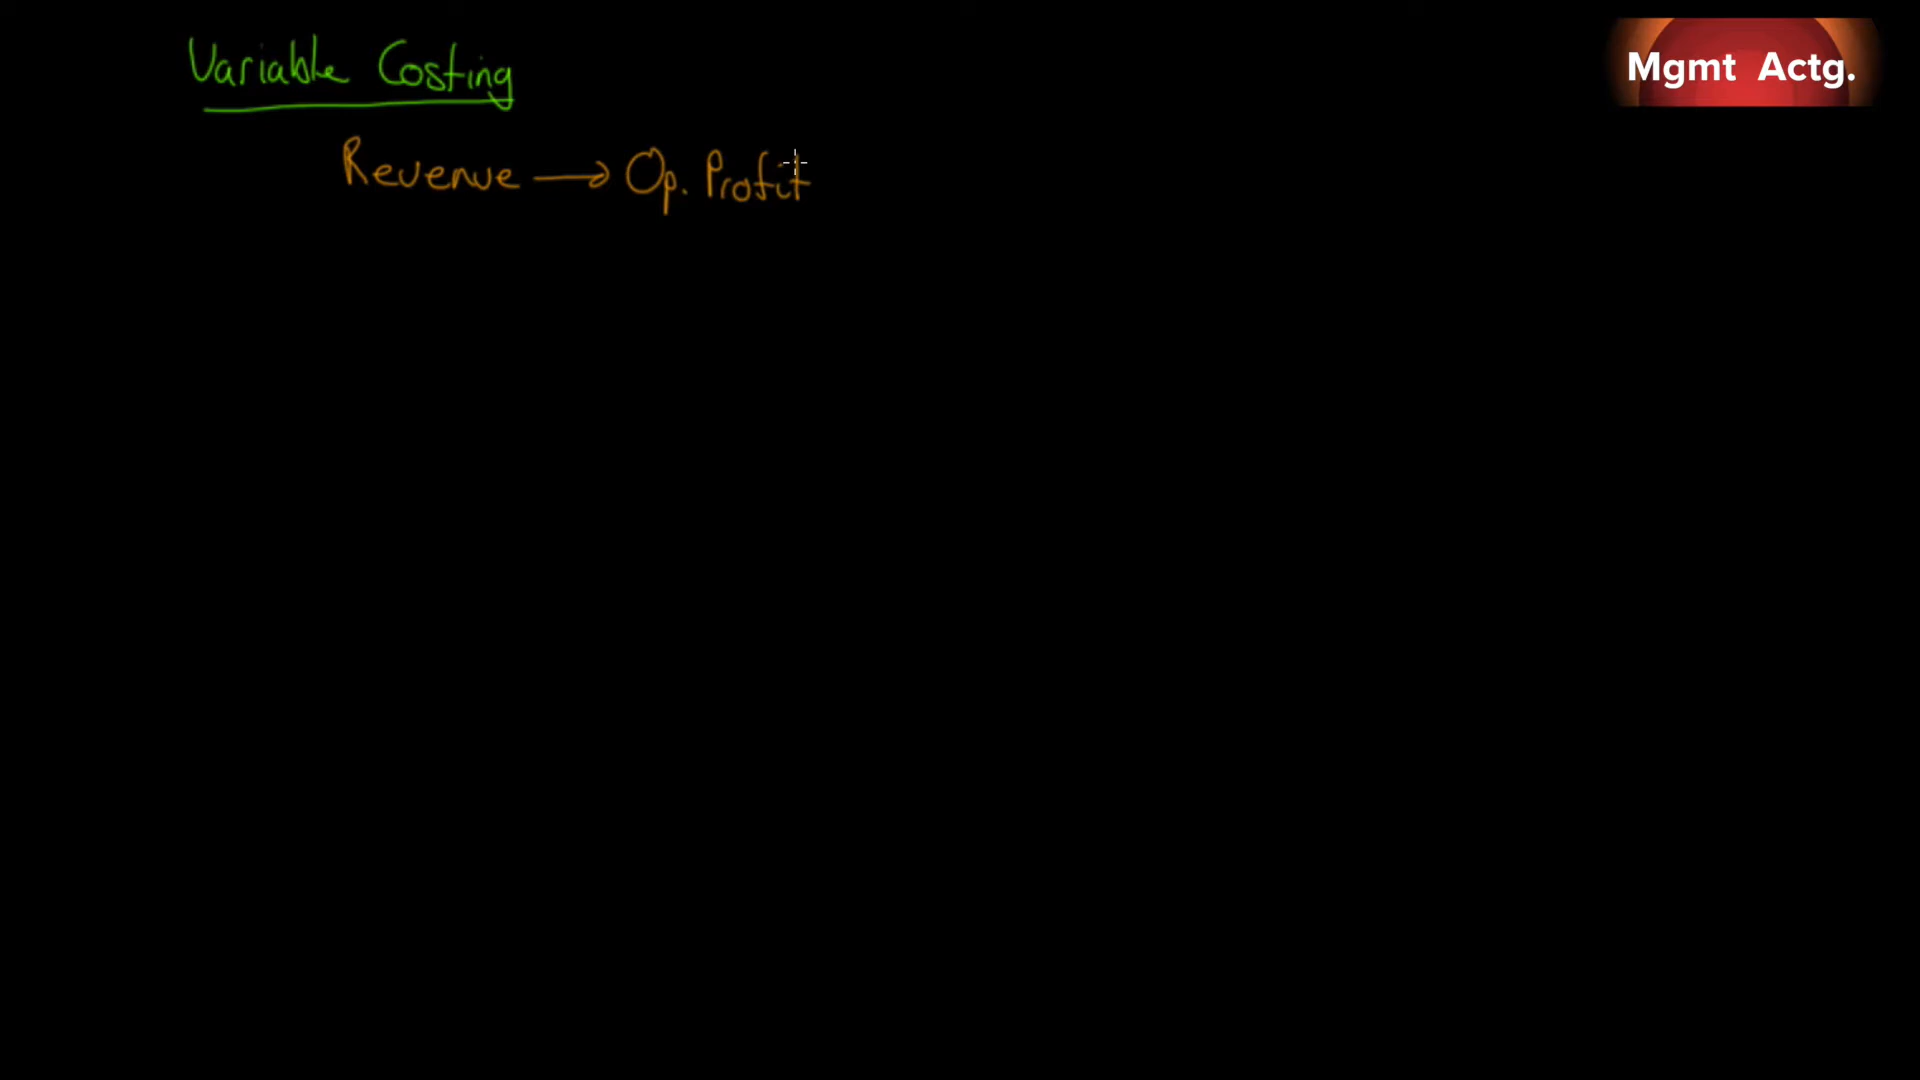 Variable Costing
Mgmt Actg.
Revenue → Op. Profit